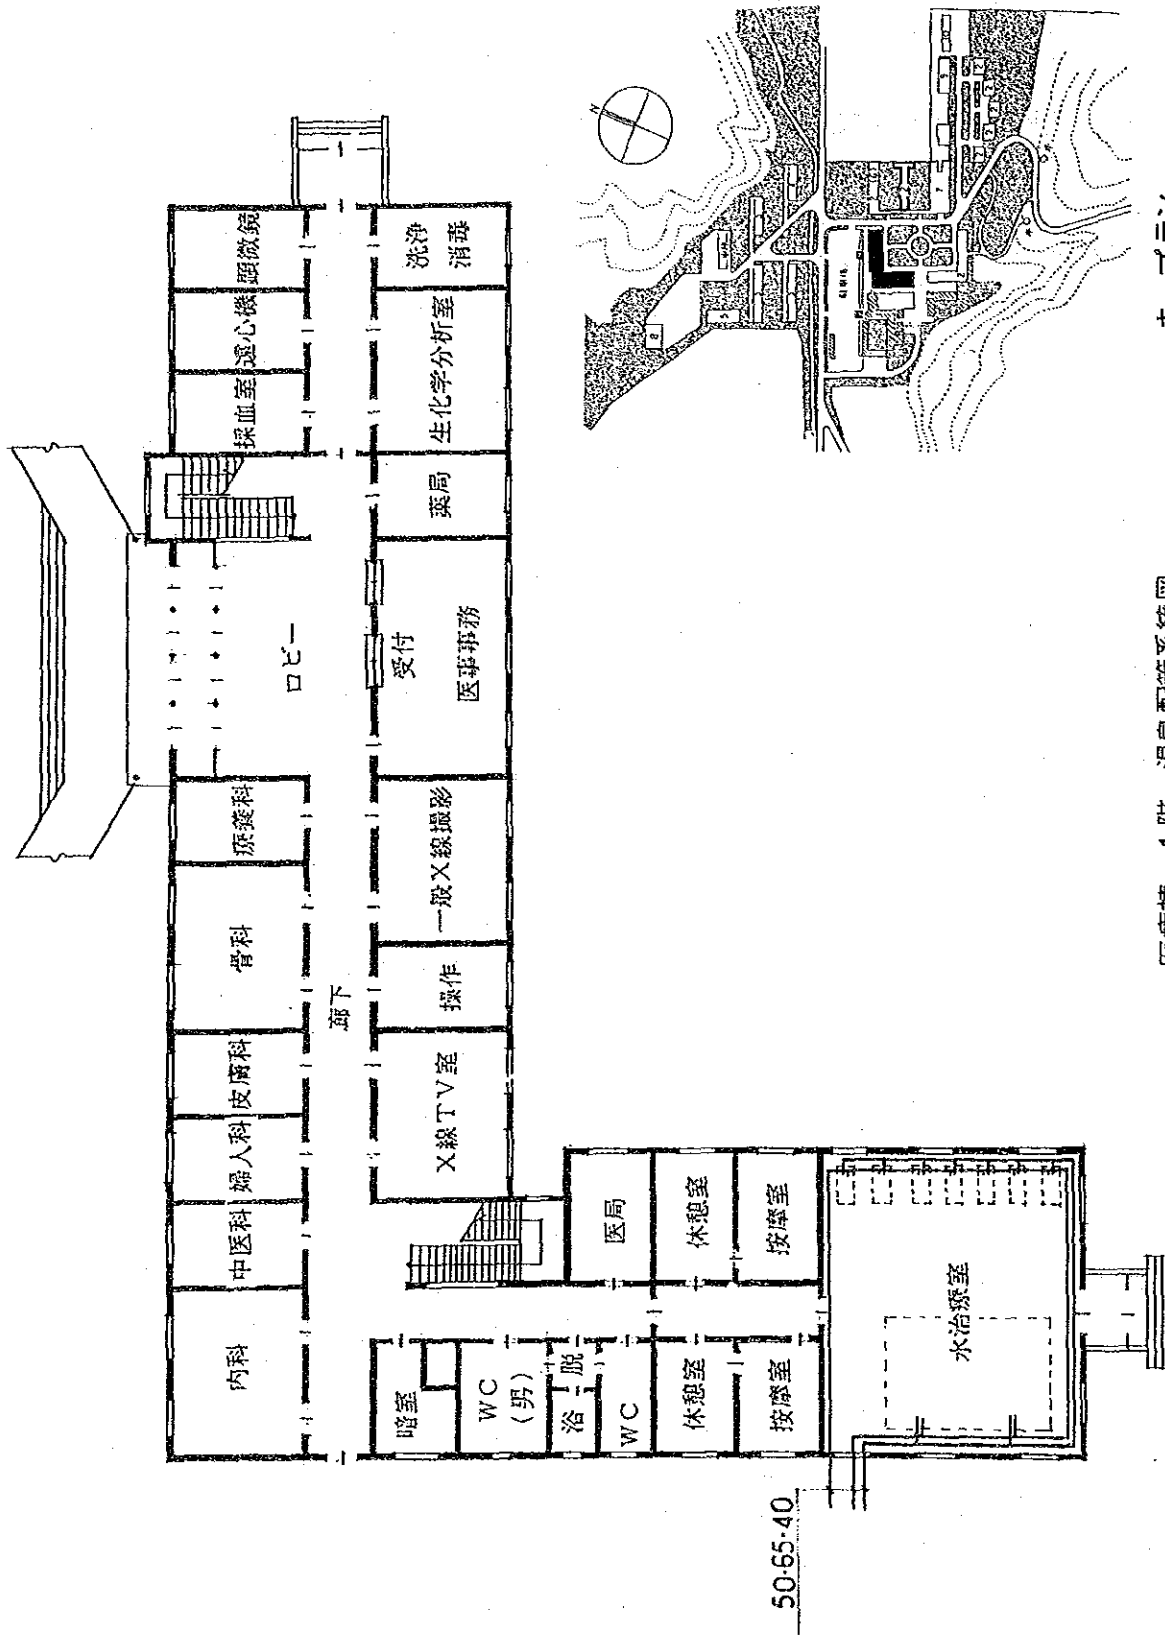 内科
中医科
婦人科
皮膚科
骨科
療養科
ロビー
採血室
遠心機
顕微鏡
廊下
X線TV室
操作
一般X線撮影
受付
医事事務
薬局
生化学分析室
洗浄
消毒
暗室
WC
(男)
浴
脱
WC
休憩室
按摩室
医局
休憩室
按摩室
水治療室
50·65·40
N